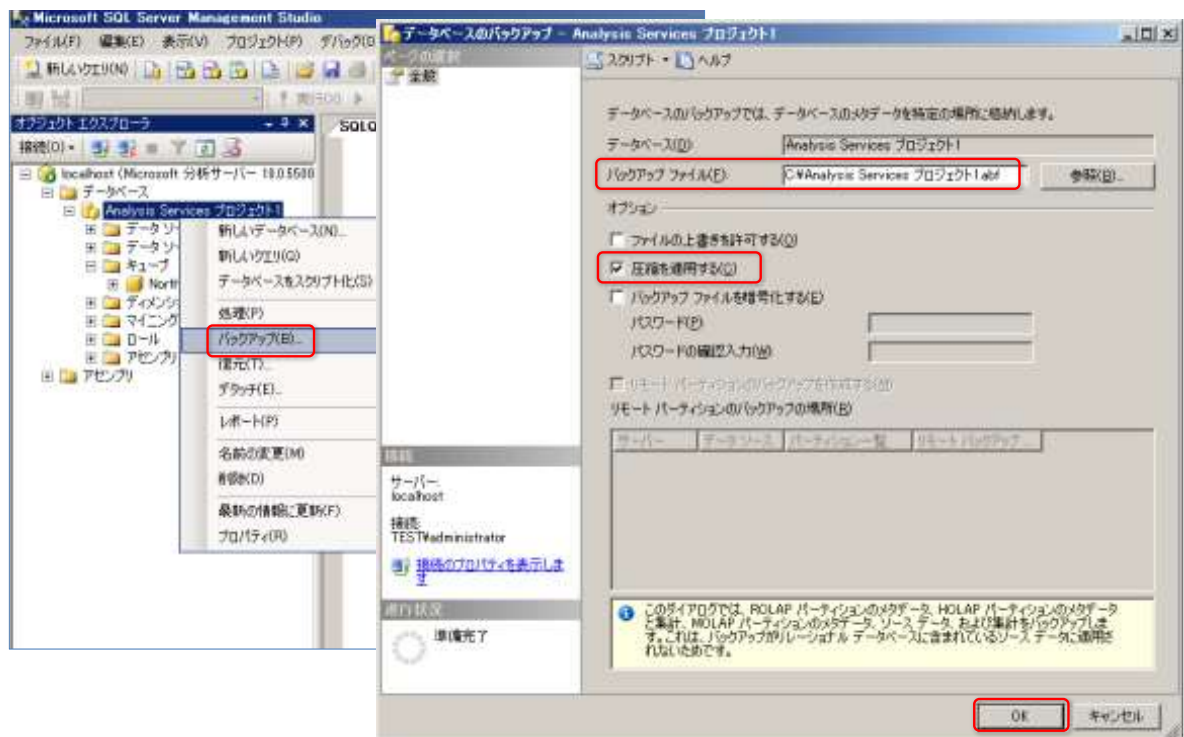 Microsoft SQL Server Management Studio
ファイル(F) 編集(E) 表示(V) プロジェクト(P) デバッグ(D
新しいクエリ(N)
オブジェクト エクスプローラ
SQLQ
接続(O)
localhost (Microsoft 分析サーバー 10.0.5500
データベース
Analysis Services プロジェクト1
データ ソ
データ ソ
キューブ
North
ディメンシ
マイニング
ロール
アセンブリ
アセンブリ
新しいデータベース(N)...
新しいクエリ(Q)
データベースをスクリプト化(S)
処理(P)
バックアップ(B)...
復元(T)...
デタッチ(E)...
レポート(P)
名前の変更(M)
削除(D)
最新の情報に更新(F)
プロパティ(R)
データベースのバックアップ - Analysis Services プロジェクト1
ページの選択
全般
スクリプト ヘルプ
データベースのバックアップでは、データベースのメタデータを特定の場所に格納します。
データベース(D): Analysis Services プロジェクト1
バックアップ ファイル(F): C:¥Analysis Services プロジェクト1.abf 参照(B)...
オプション
ファイルの上書きを許可する(O)
圧縮を適用する(C)
バックアップ ファイルを暗号化する(E)
パスワード(P)
パスワードの確認入力(W)
リモート パーティションのバックアップを作成する(M)
リモート パーティションのバックアップの場所(R)
サーバー データ ソース パーティション一覧 リモート バックアップ...
接続
サーバー:
localhost
接続:
TEST¥administrator
接続のプロパティを表示しま
す
進行状況
準備完了
このダイアログでは、ROLAP パーティションのメタデータ、HOLAP パーティションのメタデータ
と集計、MOLAP パーティションのメタデータ、ソース データ、および集計をバックアップしま
す。これは、バックアップがリレーショナル データベースに含まれているソース データに適用さ
れないためです。
OK キャンセル